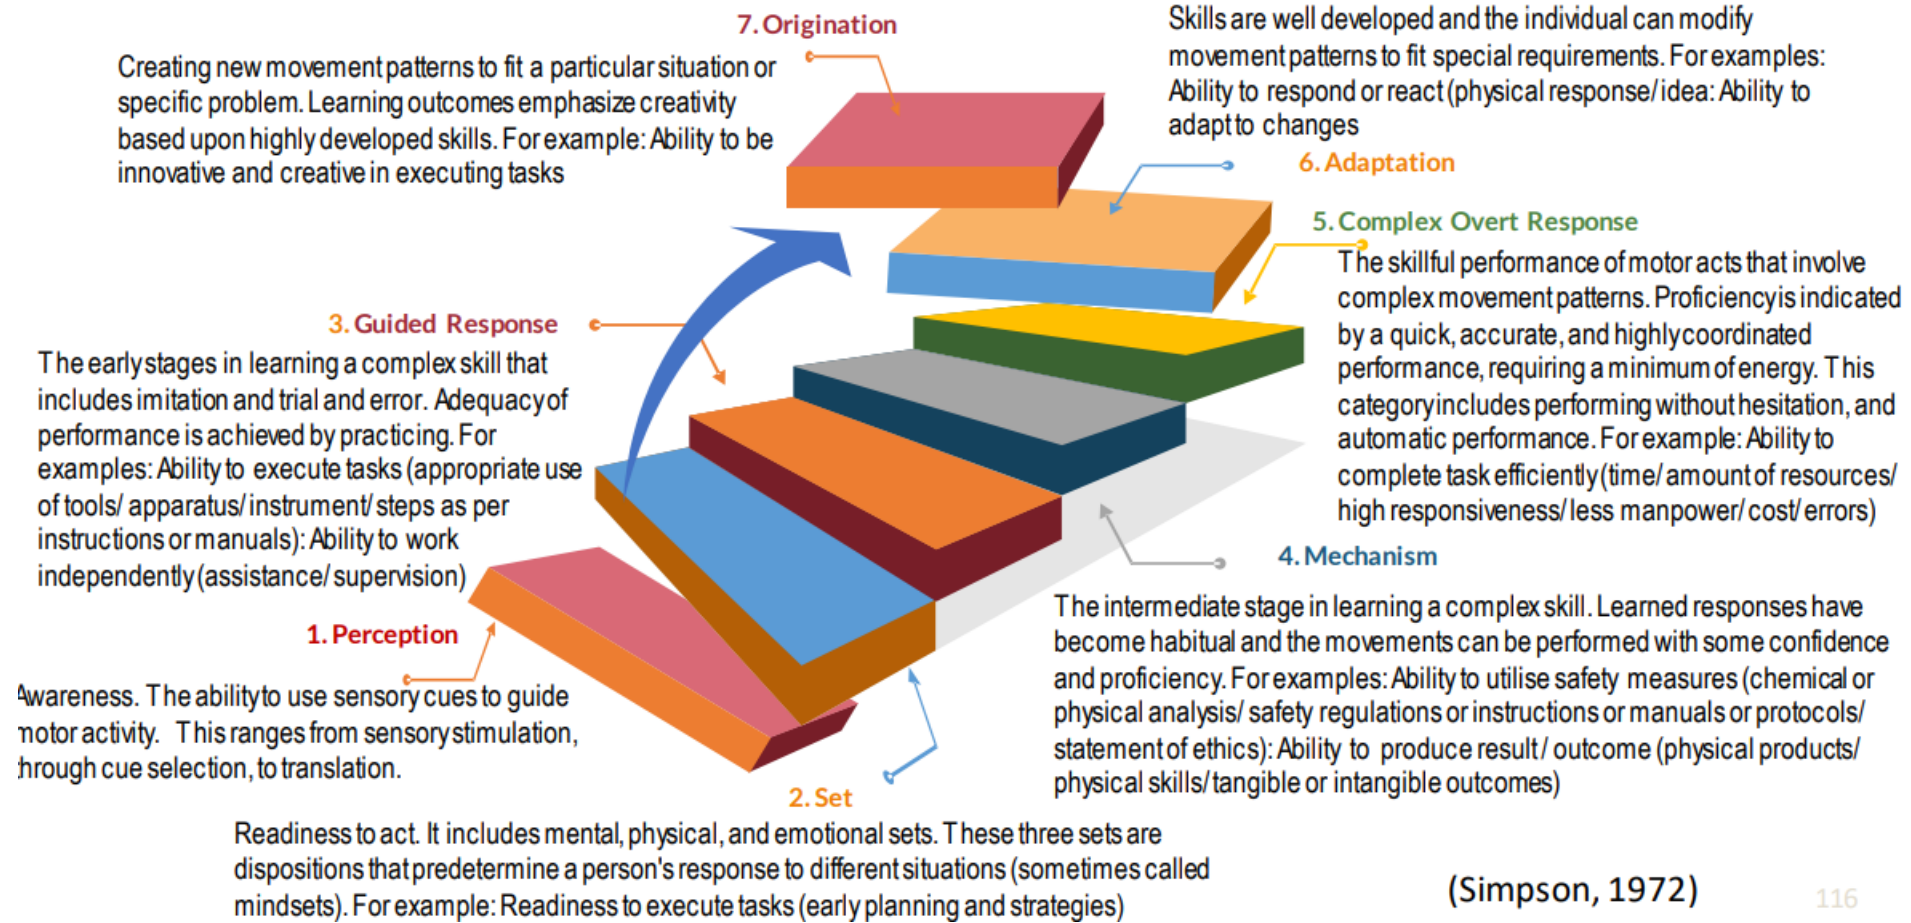 7. Origination
Creating new movement patterns to fit a particular situation or
specific problem. Learning outcomes emphasize creativity
based upon highly developed skills. For example: Ability to be
innovative and creative in executing tasks
Skills are well developed and the individual can modify
movement patterns to fit special requirements. For examples:
Ability to respond or react (physical response/ idea: Ability to
adapt to changes
6. Adaptation
5. Complex Overt Response
The skillful performance of motor acts that involve
complex movement patterns. Proficiency is indicated
by a quick, accurate, and highly coordinated
performance, requiring a minimum of energy. This
category includes performing without hesitation, and
automatic performance. For example: Ability to
complete task efficiently (time/ amount of resources/
high responsiveness/ less manpower/ cost/ errors)
3. Guided Response
The early stages in learning a complex skill that
includes imitation and trial and error. Adequacy of
performance is achieved by practicing. For
examples: Ability to execute tasks (appropriate use
of tools/ apparatus/ instrument/ steps as per
instructions or manuals): Ability to work
independently (assistance/ supervision)
4. Mechanism
The intermediate stage in learning a complex skill. Learned responses have
become habitual and the movements can be performed with some confidence
and proficiency. For examples: Ability to utilise safety measures (chemical or
physical analysis/ safety regulations or instructions or manuals or protocols/
statement of ethics): Ability to produce result / outcome (physical products/
physical skills/ tangible or intangible outcomes)
1. Perception
Awareness. The ability to use sensory cues to guide
motor activity. This ranges from sensory stimulation,
through cue selection, to translation.
2. Set
Readiness to act. It includes mental, physical, and emotional sets. These three sets are
dispositions that predetermine a person's response to different situations (sometimes called
mindsets). For example: Readiness to execute tasks (early planning and strategies)
(Simpson, 1972)
116